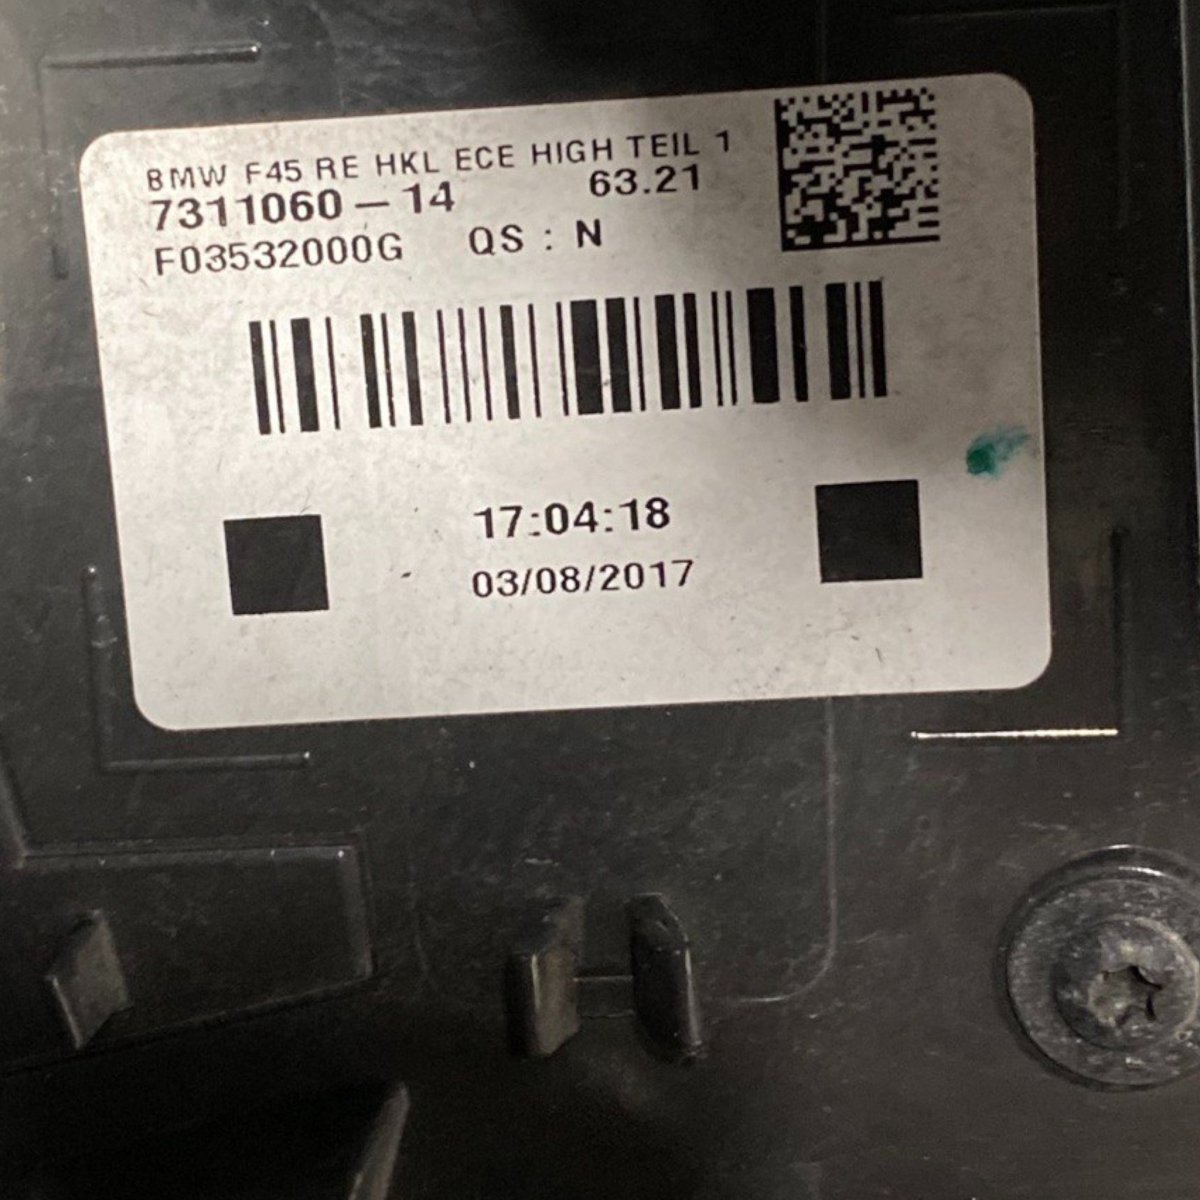 BMW F45 RE HKL ECE HIGH TEIL 1
7311060-14 63.21
F03532000G QS : N
17:04:18
03/08/2017